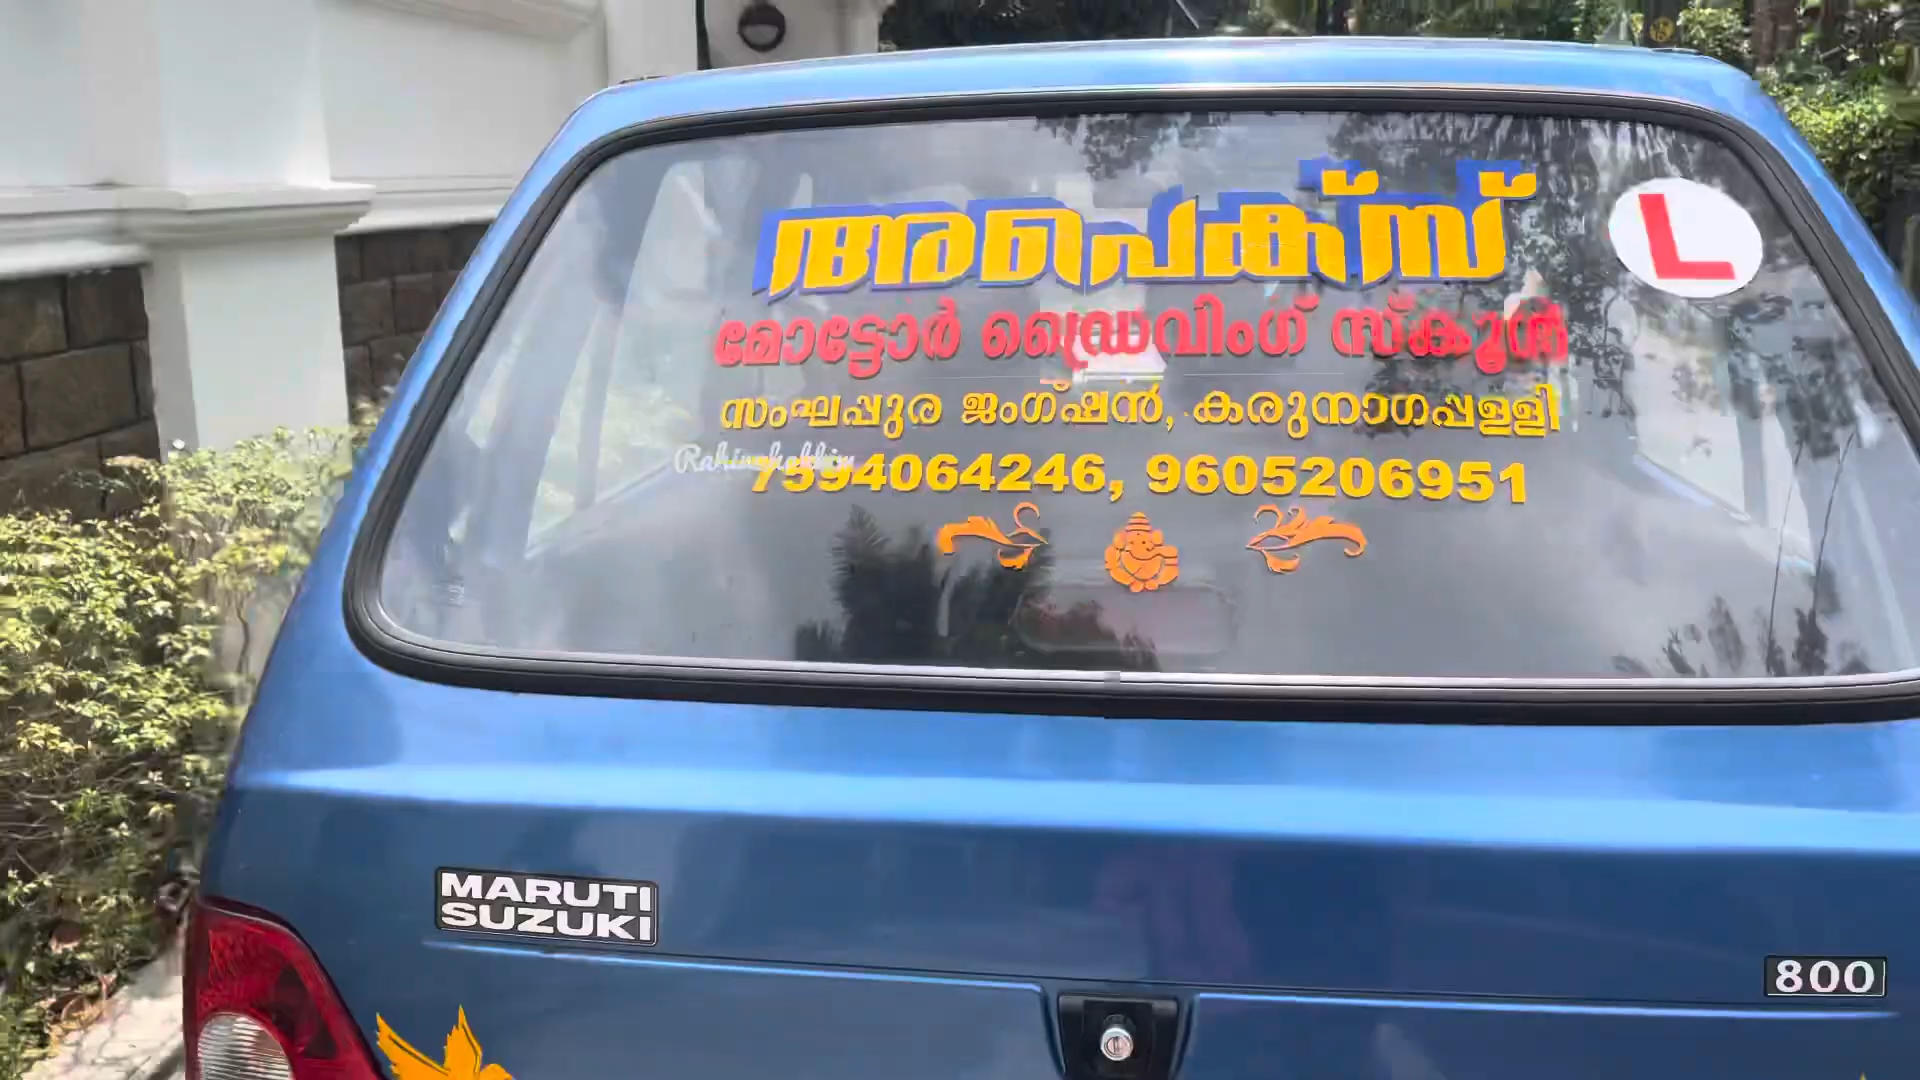 അപെക്സ്
L
മോട്ടോർ ഡ്രൈവിംഗ് സ്കൂൾ
സംഘപ്പുര ജംഗ്ഷൻ, കരുനാഗപ്പള്ളി
7594064246, 9605206951
MARUTI
SUZUKI
800